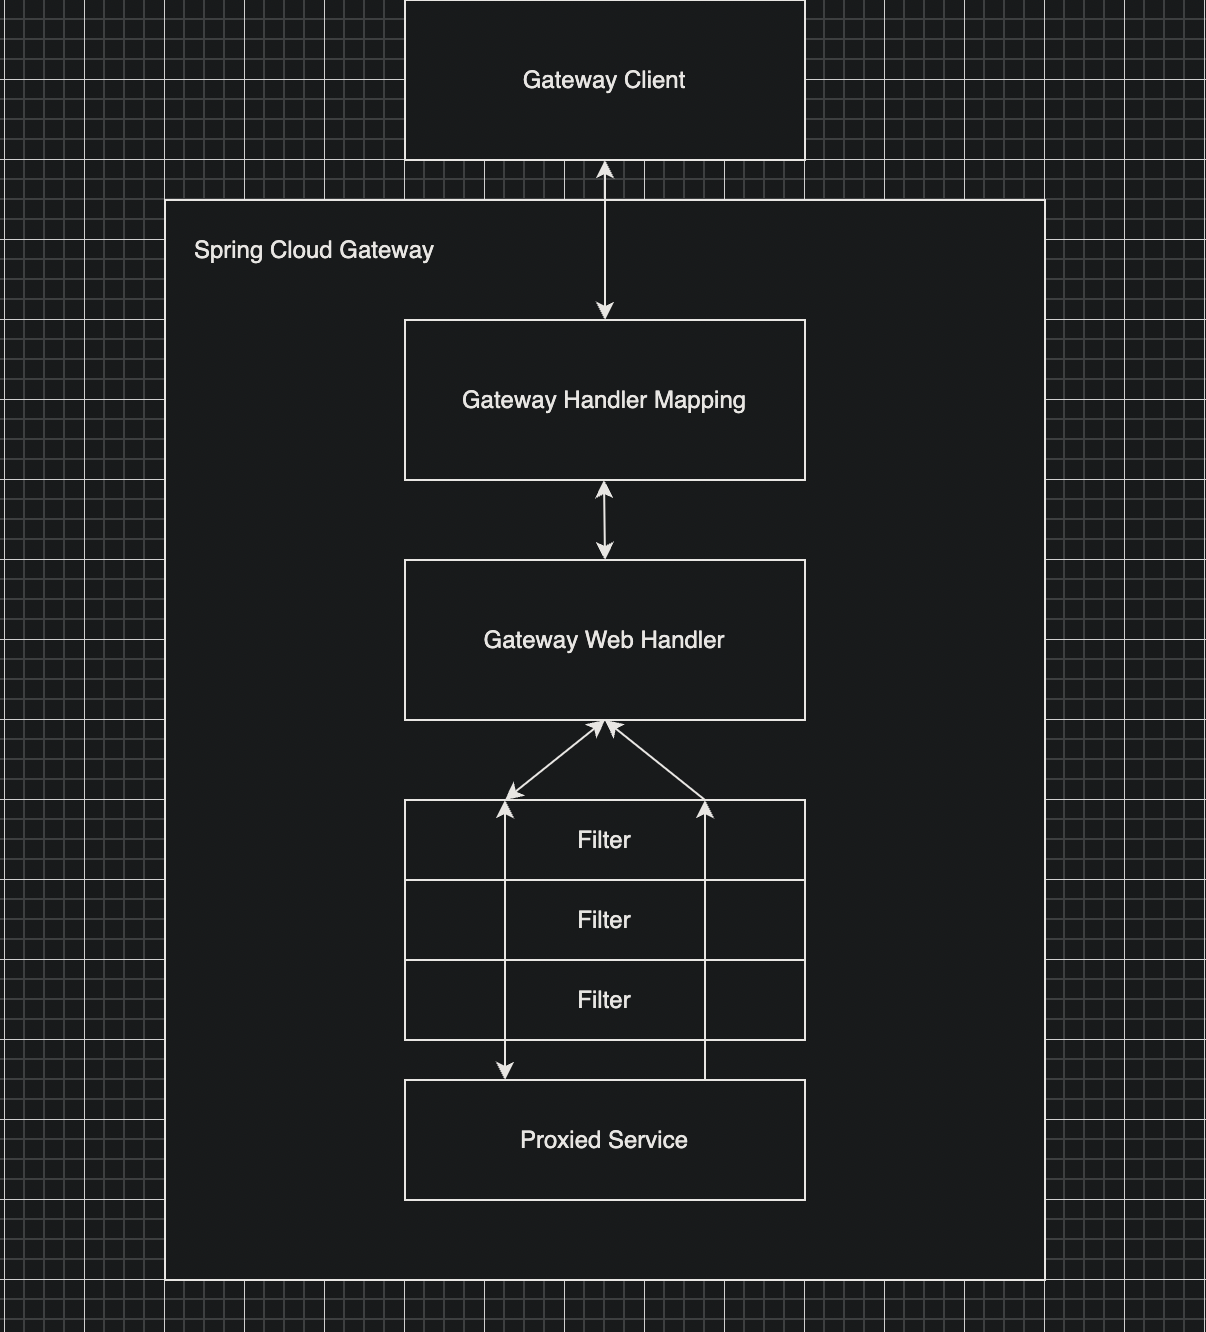 Gateway Client
Spring Cloud Gateway
Gateway Handler Mapping
Gateway Web Handler
Filter
Filter
Filter
Proxied Service